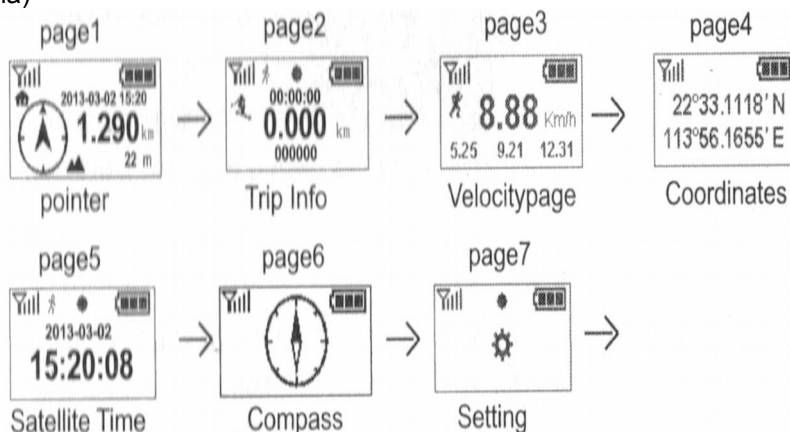 na)
page1
page2
page3
page4
2013-03-02 15:20
1.290 km
22 m
00:00:00
0.000 km
000000
8.88 Km/h
5.25 9.21 12.31
22°33.1118' N
113°56.1655' E
pointer
Trip Info
Velocitypage
Coordinates
page5
page6
page7
2013-03-02
15:20:08
Satellite Time
Compass
Setting